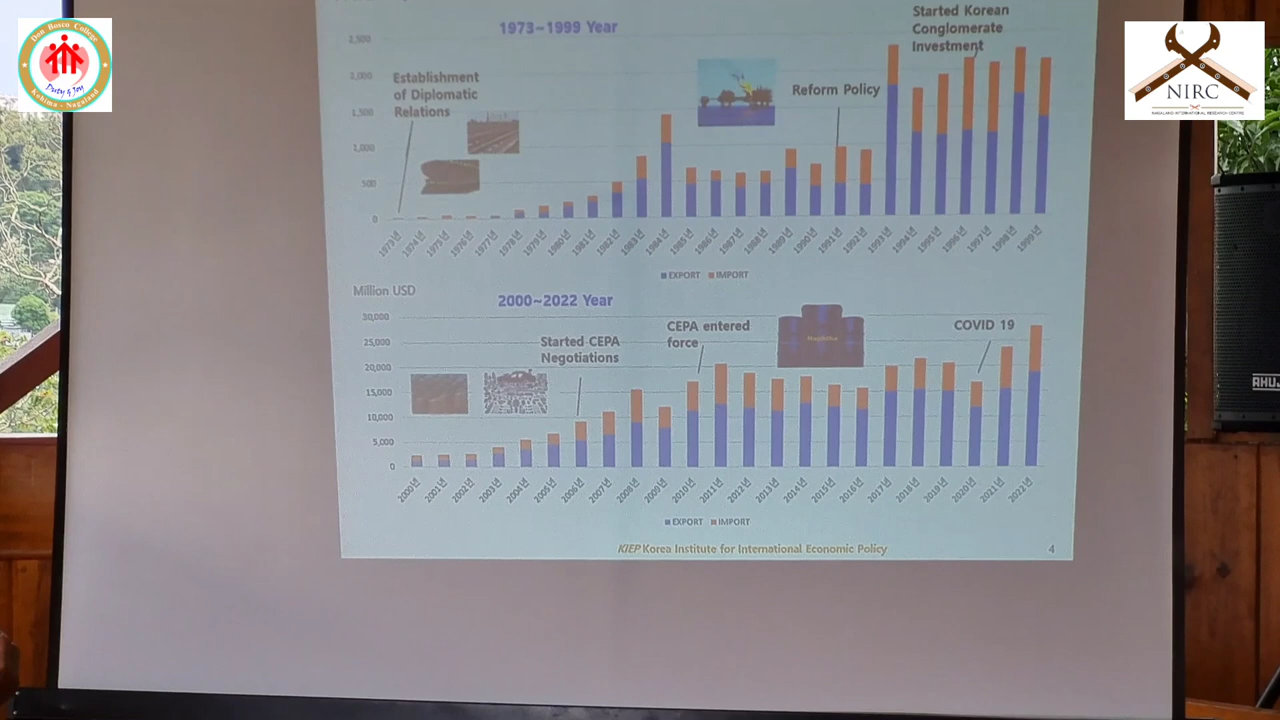 Don Bosco College
Duty & Joy
Kohima - Nagaland
NIRC
NAGALAND INTERNATIONAL RESEARCH CENTRE
1973~1999 Year
Started Korean
Conglomerate
Investment
Establishment
of Diplomatic
Relations
Reform Policy
2,500
2,000
1,500
1,000
500
0
1973년 1974년 1975년 1976년 1977년 1978년 1979년 1980년 1981년 1982년 1983년 1984년 1985년 1986년 1987년 1988년 1989년 1990년 1991년 1992년 1993년 1994년 1995년 1996년 1997년 1998년 1999년
EXPORT IMPORT
Million USD
2000~2022 Year
Started CEPA
Negotiations
CEPA entered
force
COVID 19
30,000
25,000
20,000
15,000
10,000
5,000
0
2000년 2001년 2002년 2003년 2004년 2005년 2006년 2007년 2008년 2009년 2010년 2011년 2012년 2013년 2014년 2015년 2016년 2017년 2018년 2019년 2020년 2021년 2022년
EXPORT IMPORT
KIEP Korea Institute for International Economic Policy
4
AHUJ